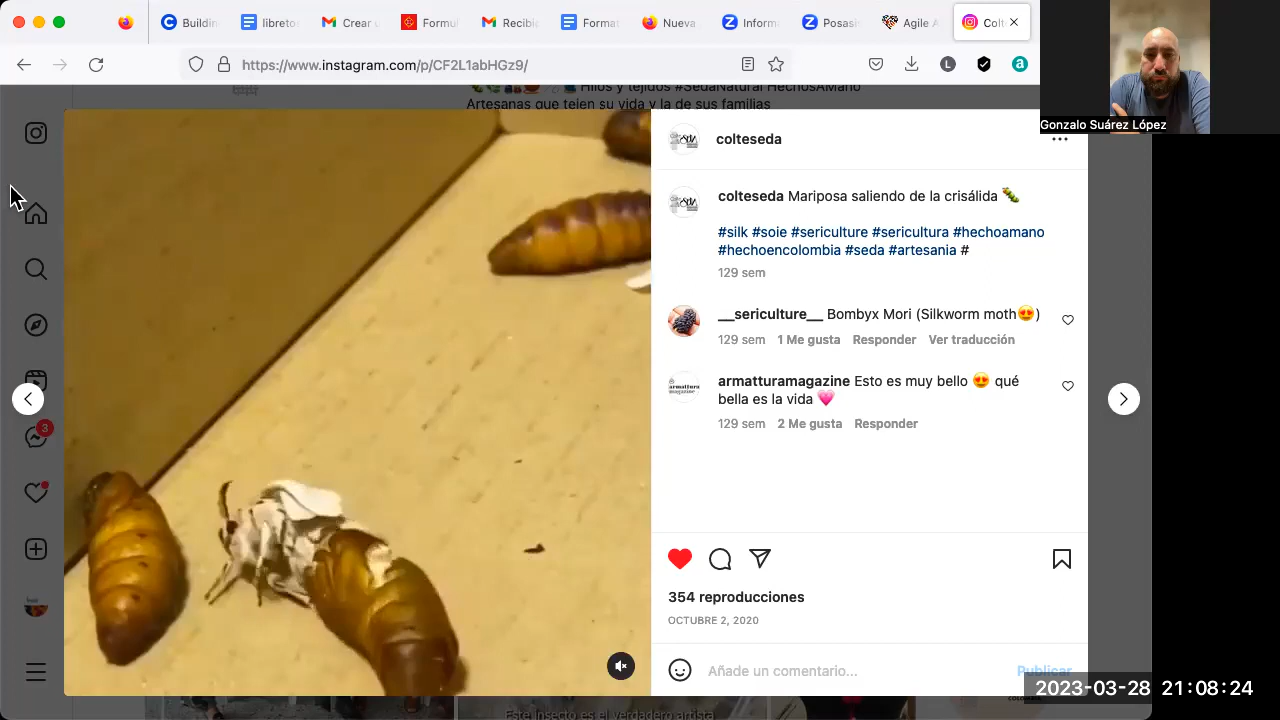 Buildin
libreto
Crear u
Formul
Recibi
Format
Nueva
Inform
Posasi
Agile A
Colt
https://www.instagram.com/p/CF2L1abHGz9/
Gonzalo Suárez López
Hilos y tejidos #SedaNatural HechosAMano
Artesanas que tejen su vida y la de sus familias
colteseda
colteseda Mariposa saliendo de la crisálida 🐛
#silk #soie #sericulture #sericultura #hechoamano
#hechoencolombia #seda #artesania #
129 sem
__sericulture__ Bombyx Mori (Silkworm moth😍)
129 sem 1 Me gusta Responder Ver traducción
armatturamagazine Esto es muy bello 😍 qué
bella es la vida 💗
129 sem 2 Me gusta Responder
3
354 reproducciones
OCTUBRE 2, 2020
Añade un comentario...
Publicar
2023-03-28 21:08:24
Este insecto es el verdadero artista